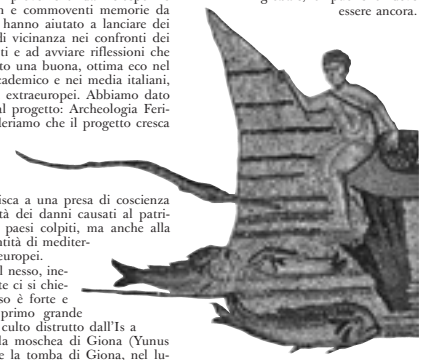 n e commoventi memorie da
hanno aiutato a lanciare dei
li vicinanza nei confronti dei
ti e ad avviare riflessioni che
to una buona, ottima eco nel
cademico e nei media italiani,
extraeuropei. Abbiamo dato
al progetto: Archeologia Feri-
deriamo che il progetto cresca
isca a una presa di coscienza
tà dei danni causati al patri-
paesi colpiti, ma anche alla
ntità di mediter-
europei.
l nesso, ine-
te ci si chie-
so è forte e
primo grande
culto distrutto dall'Is a
la moschea di Giona (Yunus
e la tomba di Giona, nel lu-
essere ancora.